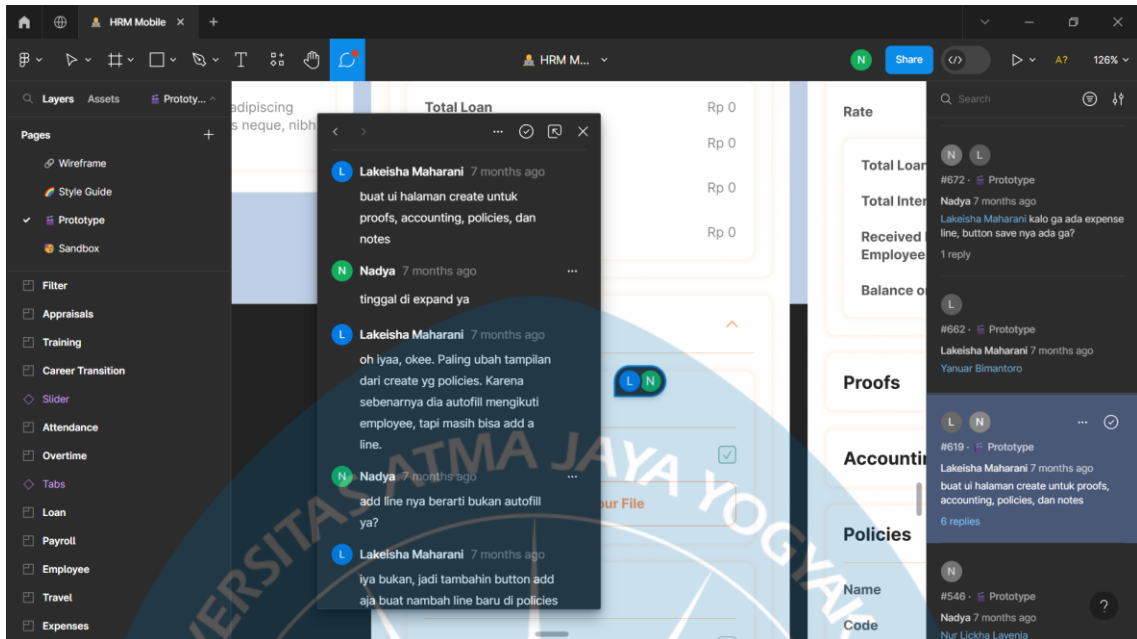 HRM Mobile
HRM M...
N
Share
A?
126%
Layers
Assets
Prototy...
Pages
Wireframe
Style Guide
Prototype
Sandbox
Filter
Appraisals
Training
Career Transition
Slider
Attendance
Overtime
Tabs
Loan
Payroll
Employee
Travel
Expenses
adipiscing
s neque, nibh
Total Loan
Rp 0
Rp 0
Rp 0
Rp 0
L Lakeisha Maharani 7 months ago
buat ui halaman create untuk
proofs, accounting, policies, dan
notes
N Nadya 7 months ago
tinggal di expand ya
L Lakeisha Maharani 7 months ago
oh iyaa, okee. Paling ubah tampilan
dari create yg policies. Karena
sebenarnya dia autofill mengikuti
employee, tapi masih bisa add a
line.
N Nadya 7 months ago
add line nya berarti bukan autofill
ya?
L Lakeisha Maharani 7 months ago
iya bukan, jadi tambahin button add
aja buat nambah line baru di policies
L N
our File
Rate
Total Loan
Total Inter
Received
Employee
Balance o
Proofs
Accounti
Policies
Name
Code
Search
N L
#672 · Prototype
Nadya 7 months ago
Lakeisha Maharani kalo ga ada expense
line, button save nya ada ga?
1 reply
L
#662 · Prototype
Lakeisha Maharani 7 months ago
Yanuar Bimantoro
L N
#619 · Prototype
Lakeisha Maharani 7 months ago
buat ui halaman create untuk proofs,
accounting, policies, dan notes
6 replies
N
#546 · Prototype
Nadya 7 months ago
Nur Lickha Lavenia
?
ERSITAS ATMA JAYA YOGYAK